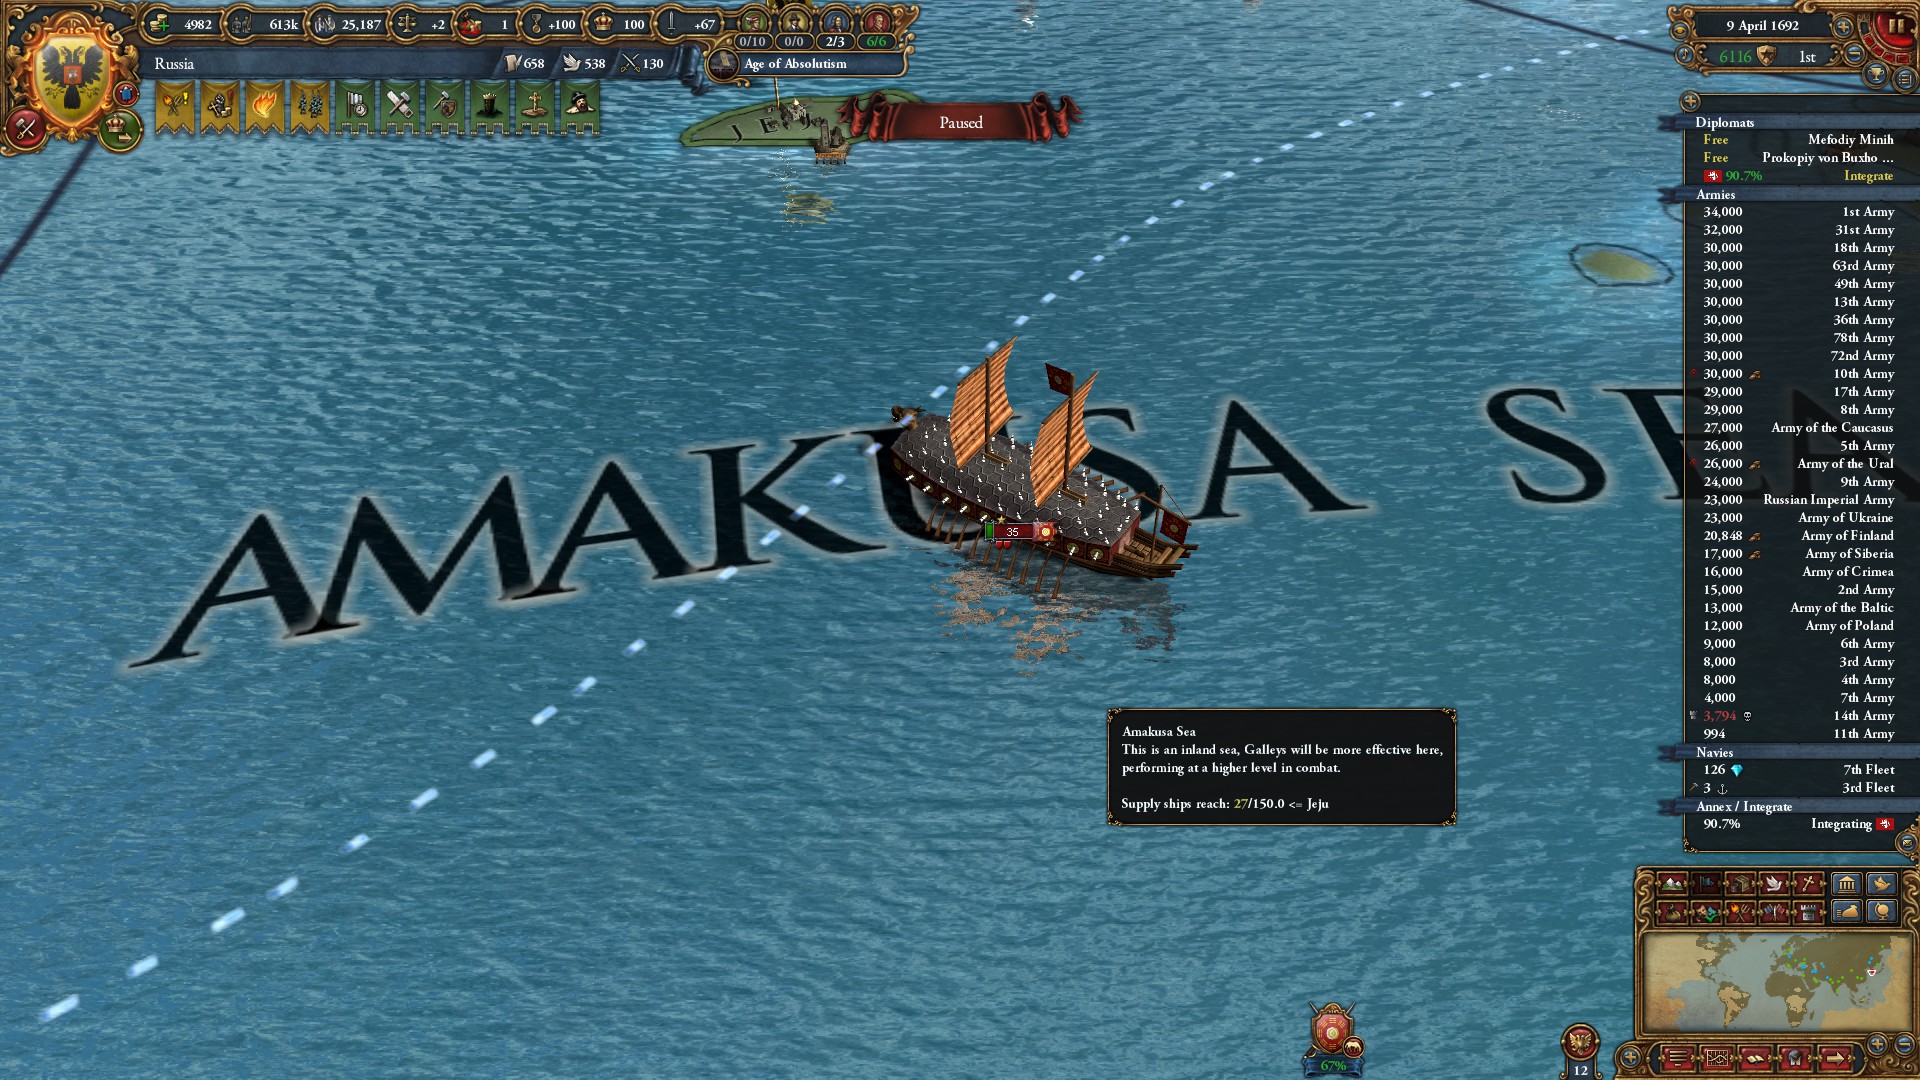 4982 613k 25,187 +2 1 +100 100 +67
0/10 0/0 2/3 6/6
Russia 658 538 130
Age of Absolutism
9 April 1692
6116 1st
Paused
JE
AMAKUSA SEA
35
Amakusa Sea
This is an inland sea, Galleys will be more effective here,
performing at a higher level in combat.
Supply ships reach: 27/150.0 <= Jeju
Diplomats
Free Mefodiy Minih
Free Prokopiy von Buxho ...
90.7% Integrate
Armies
34,000 1st Army
32,000 31st Army
30,000 18th Army
30,000 63rd Army
30,000 49th Army
30,000 13th Army
30,000 36th Army
30,000 78th Army
30,000 72nd Army
30,000 10th Army
29,000 17th Army
29,000 8th Army
27,000 Army of the Caucasus
26,000 5th Army
26,000 Army of the Ural
24,000 9th Army
23,000 Russian Imperial Army
23,000 Army of Ukraine
20,848 Army of Finland
17,000 Army of Siberia
16,000 Army of Crimea
15,000 2nd Army
13,000 Army of the Baltic
12,000 Army of Poland
9,000 6th Army
8,000 3rd Army
8,000 4th Army
4,000 7th Army
3,794 14th Army
994 11th Army
Navies
126 7th Fleet
3 3rd Fleet
Annex / Integrate
90.7% Integrating
67%
12